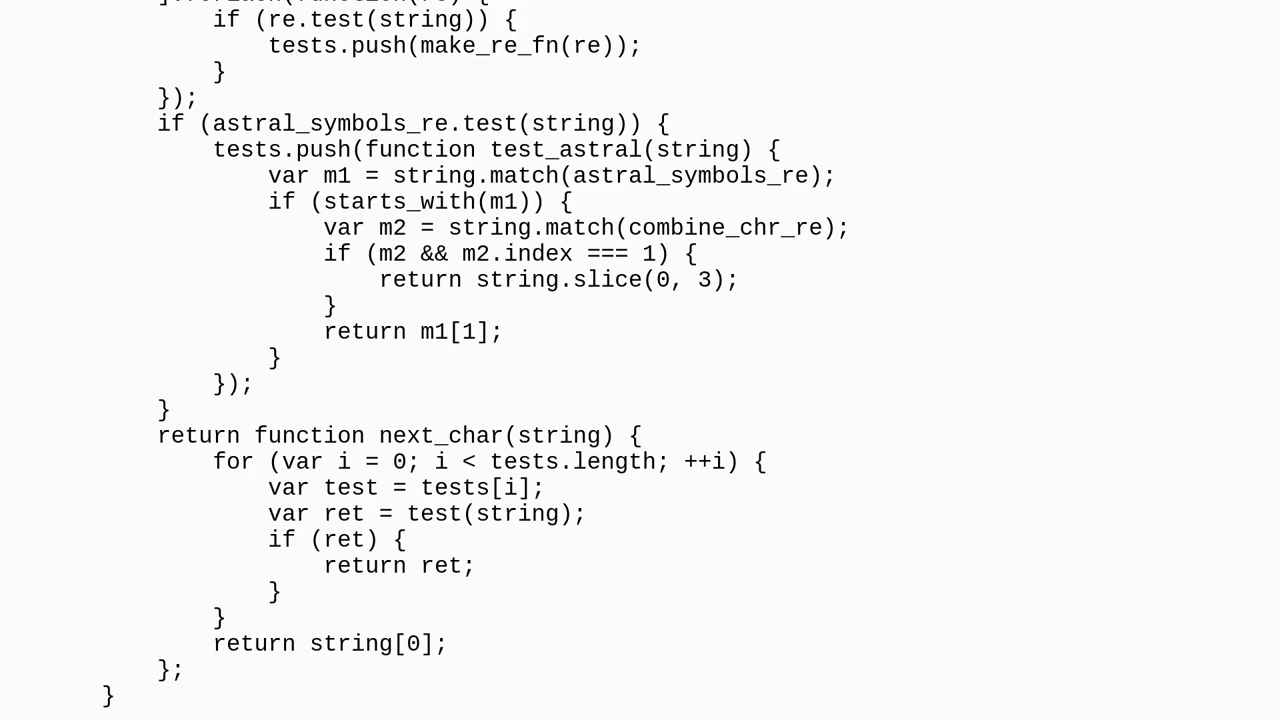 if (re.test(string)) {
tests.push(make_re_fn(re));
}
});
if (astral_symbols_re.test(string)) {
tests.push(function test_astral(string) {
var m1 = string.match(astral_symbols_re);
if (starts_with(m1)) {
var m2 = string.match(combine_chr_re);
if (m2 && m2.index === 1) {
return string.slice(0, 3);
}
return m1[1];
}
});
}
return function next_char(string) {
for (var i = 0; i < tests.length; ++i) {
var test = tests[i];
var ret = test(string);
if (ret) {
return ret;
}
}
return string[0];
};
}